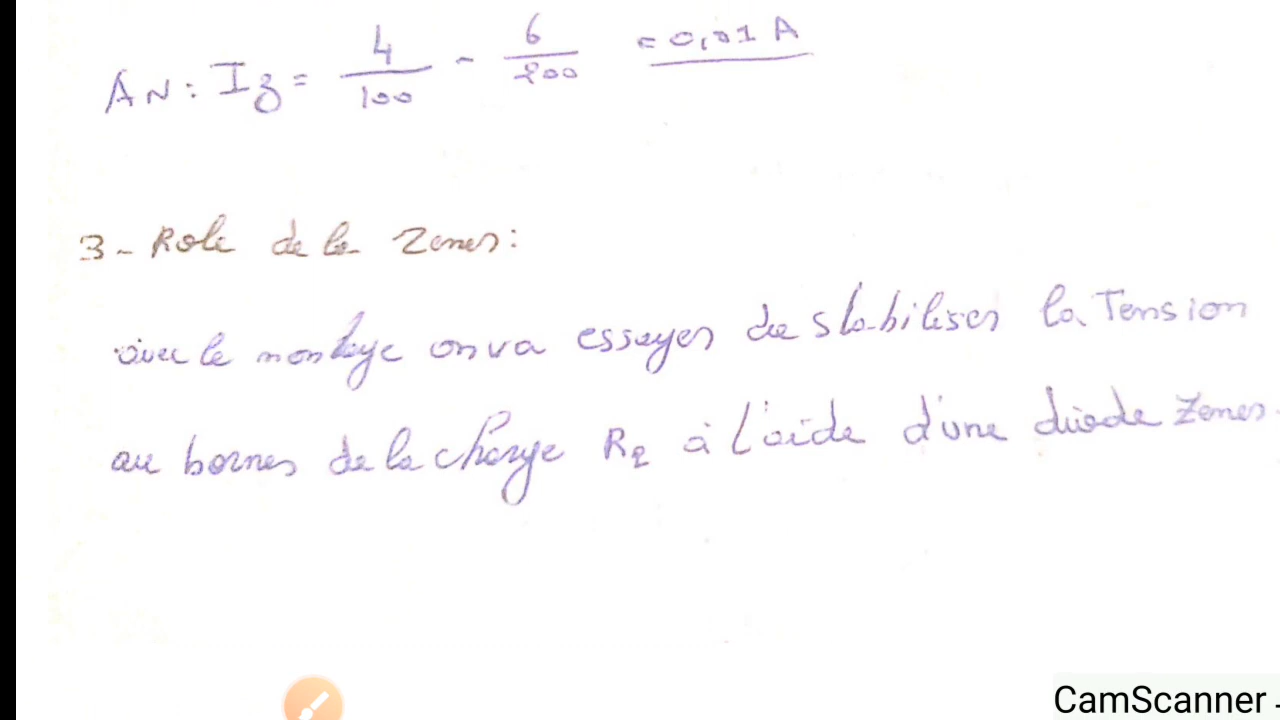 AN: Iz = 4/100 - 6/200 = 0,01 A
3- Role de la Zener:
avec le montage on va essayer de stabiliser la Tension
au bornes de la charge R2 à l'aide d'une diode Zener.
CamScanner